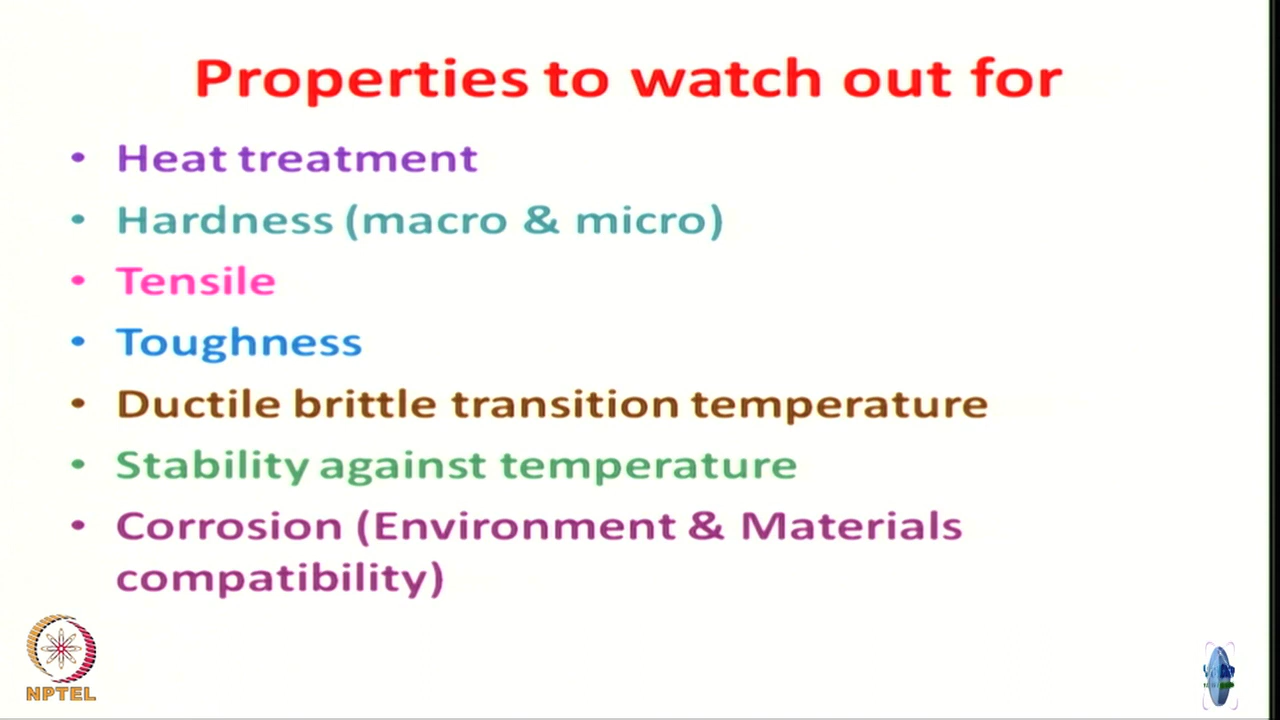 Properties to watch out for
• Heat treatment
• Hardness (macro & micro)
• Tensile
• Toughness
• Ductile brittle transition temperature
• Stability against temperature
• Corrosion (Environment & Materials
compatibility)
NPTEL